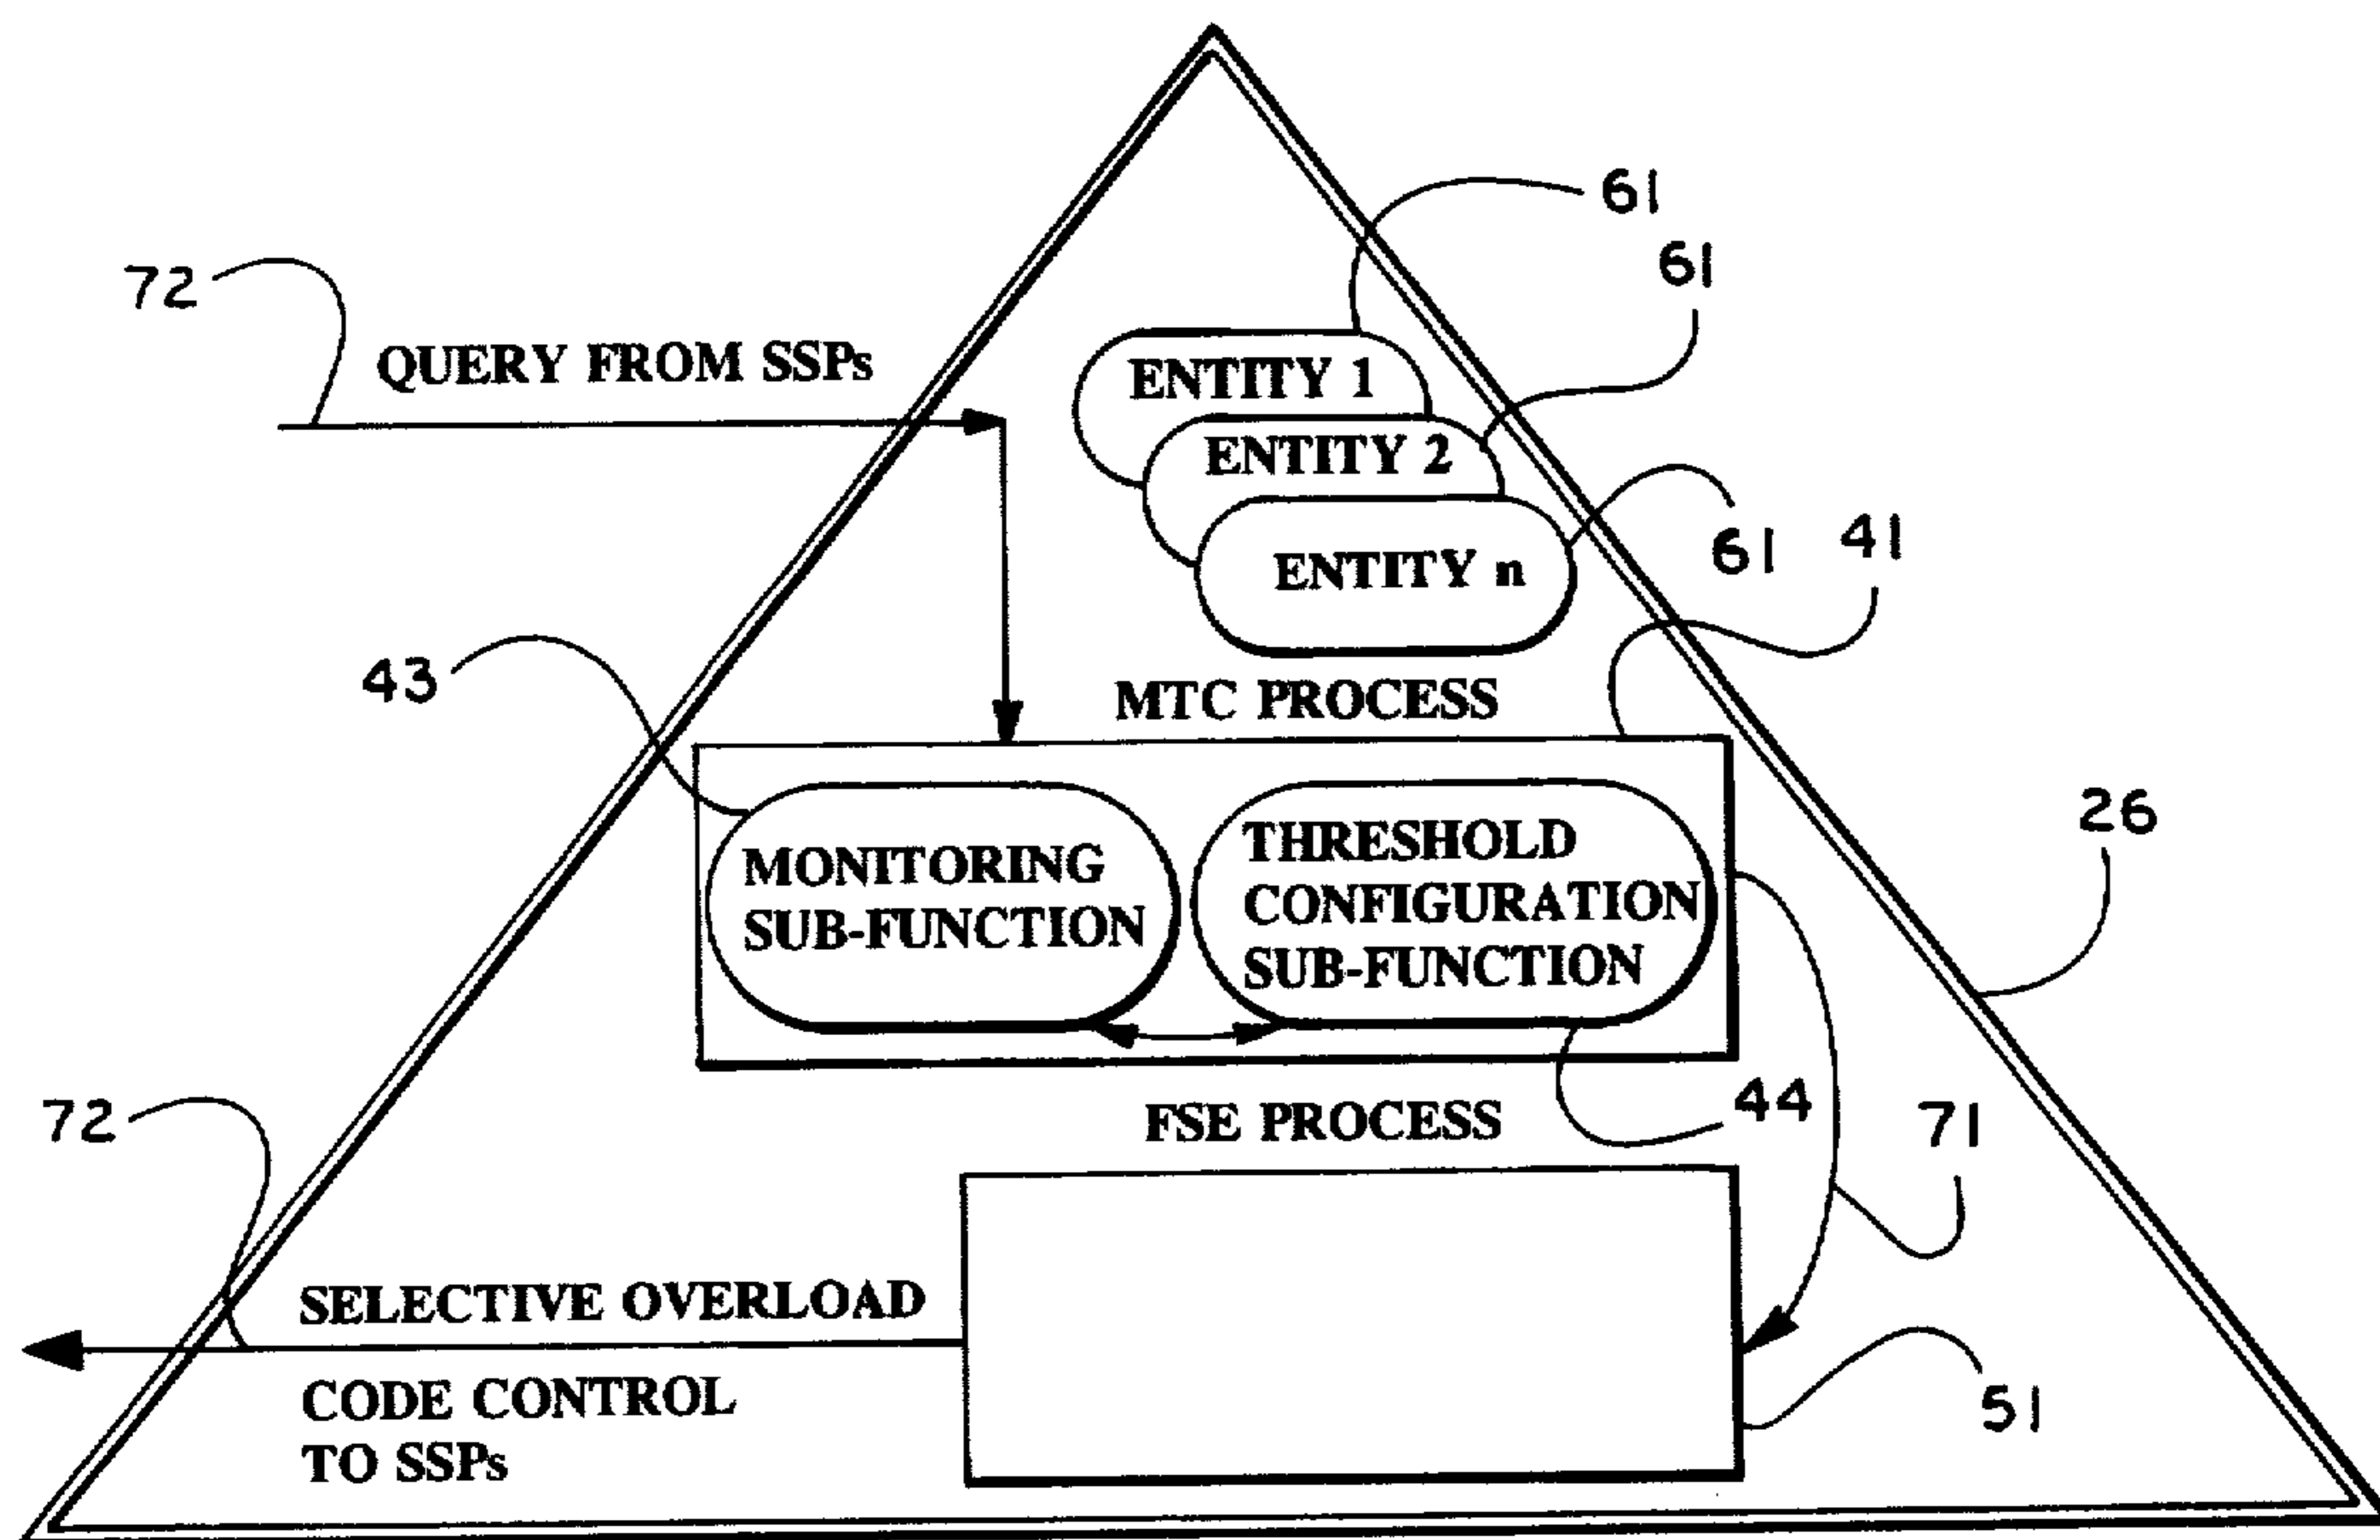 61
61
72
QUERY FROM SSPs
ENTITY 1
ENTITY 2
ENTITY n
61
41
43
MTC PROCESS
26
MONITORING
SUB-FUNCTION
THRESHOLD
CONFIGURATION
SUB-FUNCTION
72
FSE PROCESS
44
71
SELECTIVE OVERLOAD
CODE CONTROL
TO SSPs
51